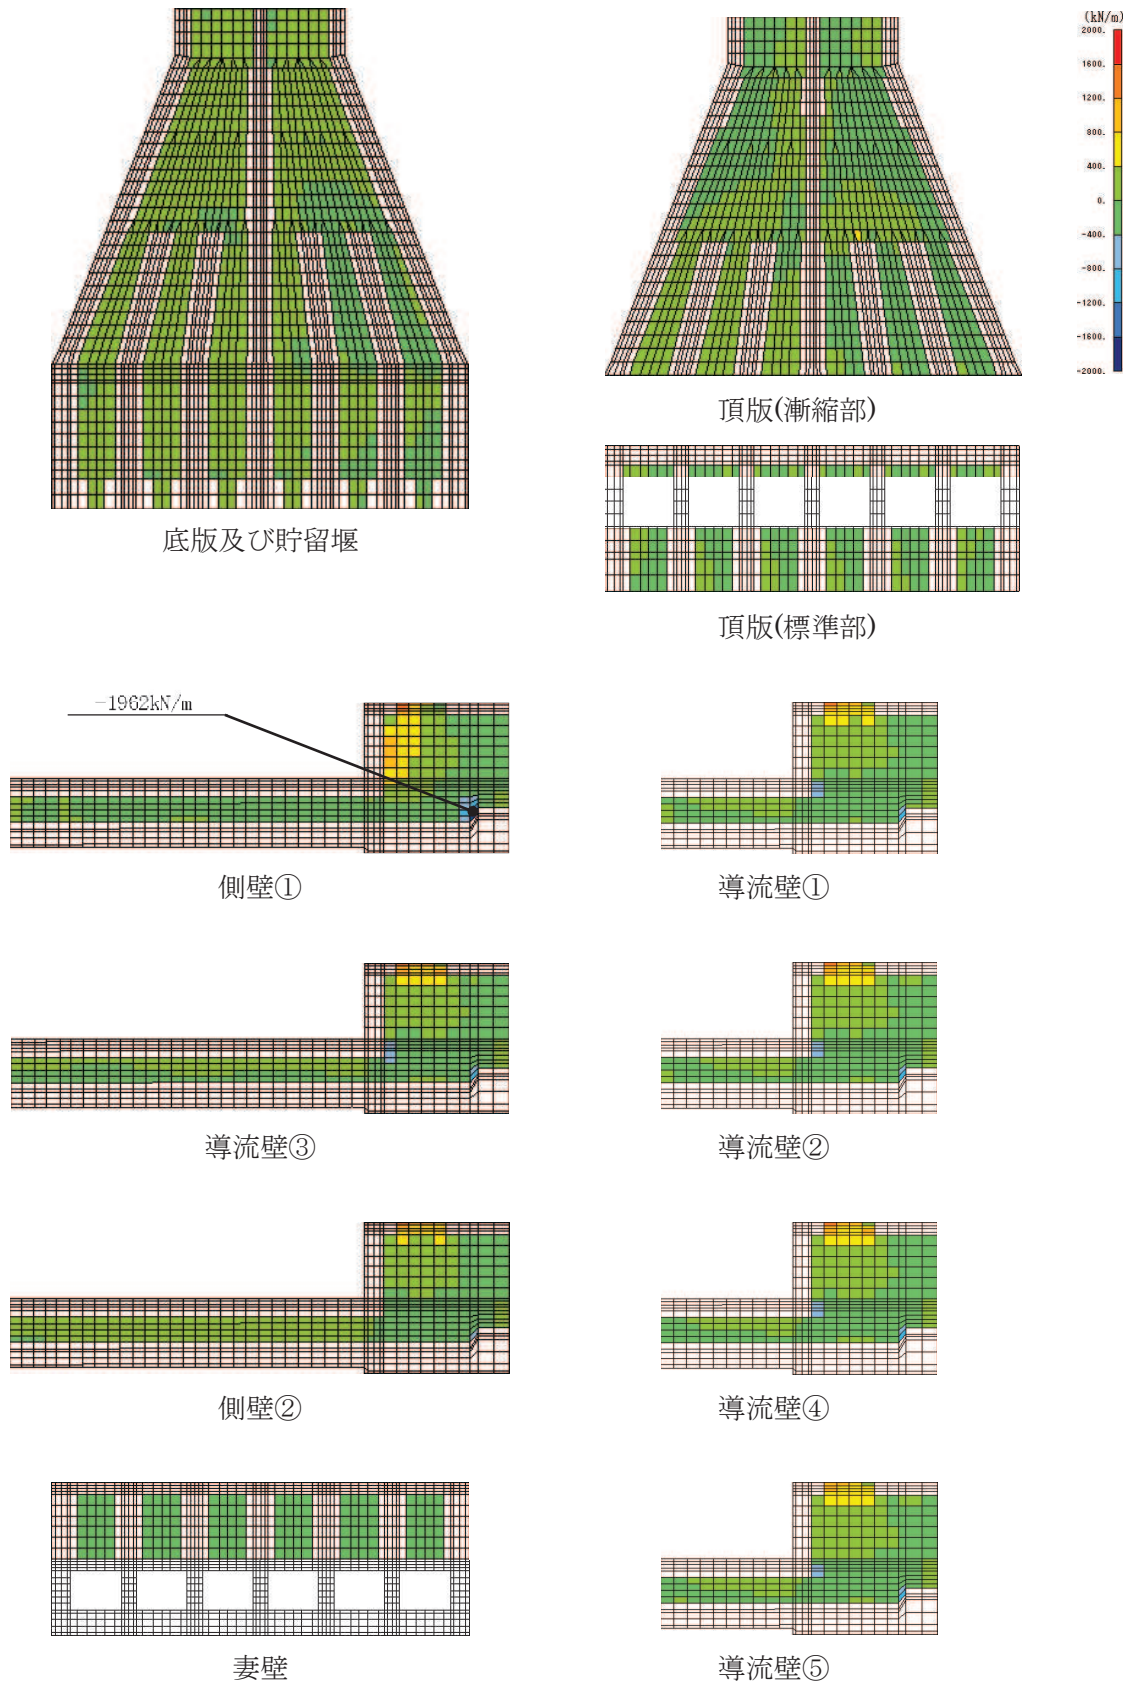 (kN/m)
2000.
1600.
1200.
800.
400.
0.
-400.
-800.
-1200.
-1600.
-2000.
頂版(漸縮部)
底版及び貯留堰
頂版(標準部)
-1962kN/m
側壁①
導流壁①
導流壁③
導流壁②
側壁②
導流壁④
妻壁
導流壁⑤